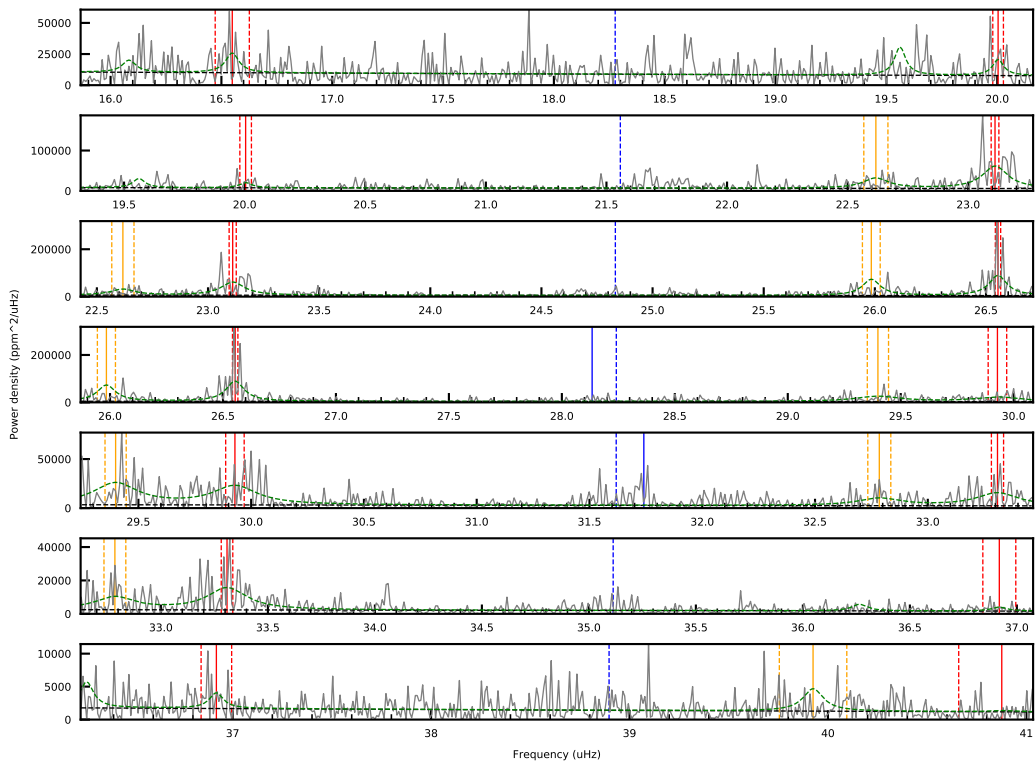 50000
25000
0
16.0 16.5 17.0 17.5 18.0 18.5 19.0 19.5 20.0
100000
0
19.5 20.0 20.5 21.0 21.5 22.0 22.5 23.0
200000
0
22.5 23.0 23.5 24.0 24.5 25.0 25.5 26.0 26.5
Power density (ppm^2/uHz)
200000
0
26.0 26.5 27.0 27.5 28.0 28.5 29.0 29.5 30.0
50000
0
29.5 30.0 30.5 31.0 31.5 32.0 32.5 33.0
40000
20000
0
33.0 33.5 34.0 34.5 35.0 35.5 36.0 36.5 37.0
10000
5000
0
37 38 39 40 41
Frequency (uHz)